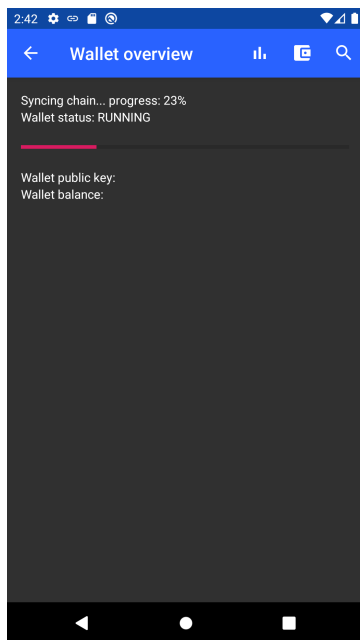 2:42
Wallet overview
Syncing chain... progress: 23%
Wallet status: RUNNING
Wallet public key:
Wallet balance: